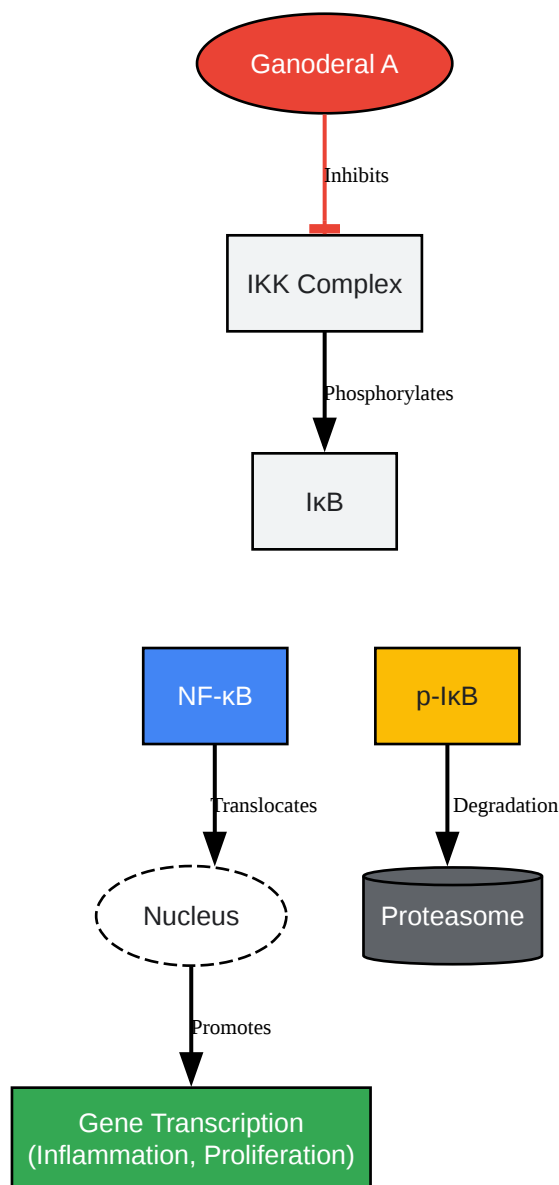 Ganoderal A
Inhibits
IKK Complex
Phosphorylates
IκB
NF-κB
p-IκB
Translocates
Degradation
Nucleus
Proteasome
Promotes
Gene Transcription
(Inflammation, Proliferation)